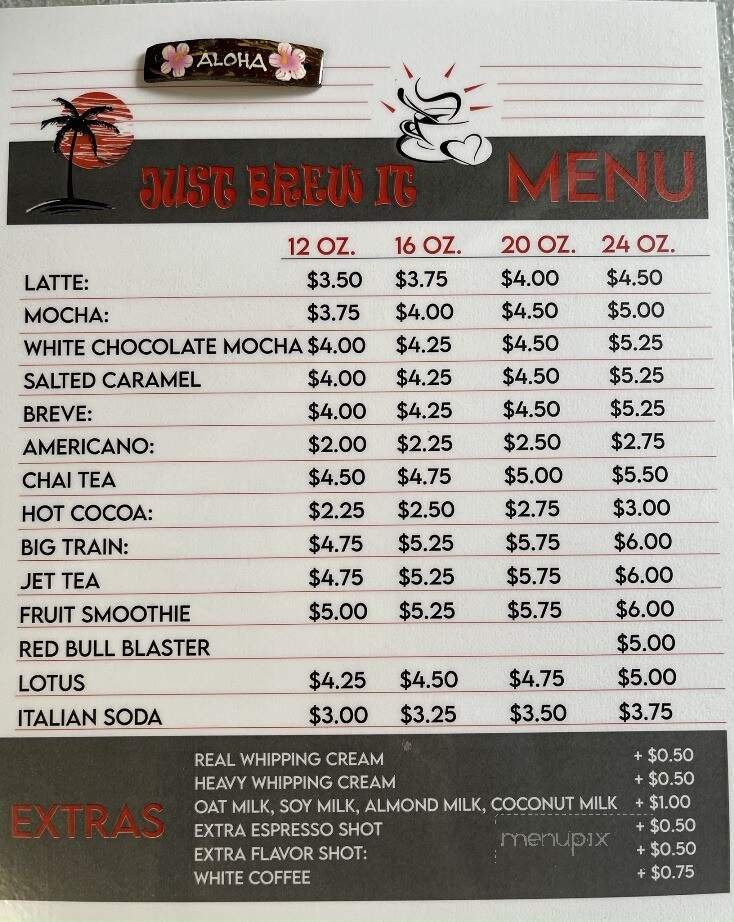 ALOHA
JUST BREW IT MENU
12 OZ. 16 OZ. 20 OZ. 24 OZ.
LATTE: $3.50 $3.75 $4.00 $4.50
MOCHA: $3.75 $4.00 $4.50 $5.00
WHITE CHOCOLATE MOCHA $4.00 $4.25 $4.50 $5.25
SALTED CARAMEL $4.00 $4.25 $4.50 $5.25
BREVE: $4.00 $4.25 $4.50 $5.25
AMERICANO: $2.00 $2.25 $2.50 $2.75
CHAI TEA $4.50 $4.75 $5.00 $5.50
HOT COCOA: $2.25 $2.50 $2.75 $3.00
BIG TRAIN: $4.75 $5.25 $5.75 $6.00
JET TEA $4.75 $5.25 $5.75 $6.00
FRUIT SMOOTHIE $5.00 $5.25 $5.75 $6.00
RED BULL BLASTER $5.00
LOTUS $4.25 $4.50 $4.75 $5.00
ITALIAN SODA $3.00 $3.25 $3.50 $3.75
EXTRAS
REAL WHIPPING CREAM + $0.50
HEAVY WHIPPING CREAM + $0.50
OAT MILK, SOY MILK, ALMOND MILK, COCONUT MILK + $1.00
EXTRA ESPRESSO SHOT + $0.50
EXTRA FLAVOR SHOT: + $0.50
WHITE COFFEE + $0.75
menupix